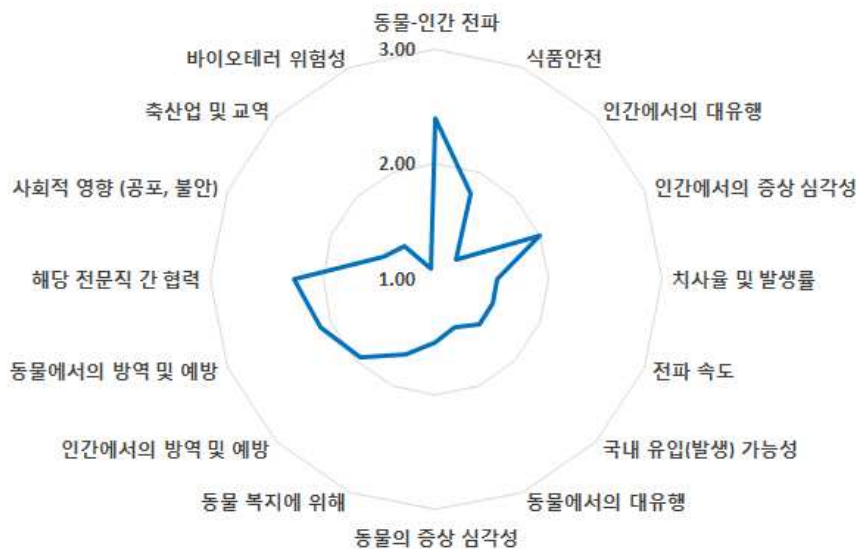 동물-인간 전파
3.00
바이오테러 위험성
식품안전
축산업 및 교역
인간에서의 대유행
2.00
사회적 영향 (공포, 불안)
인간에서의 증상 심각성
해당 전문직 간 협력
1.00
치사율 및 발생률
동물에서의 방역 및 예방
전파 속도
인간에서의 방역 및 예방
국내 유입(발생) 가능성
동물 복지에 위해
동물에서의 대유행
동물의 증상 심각성